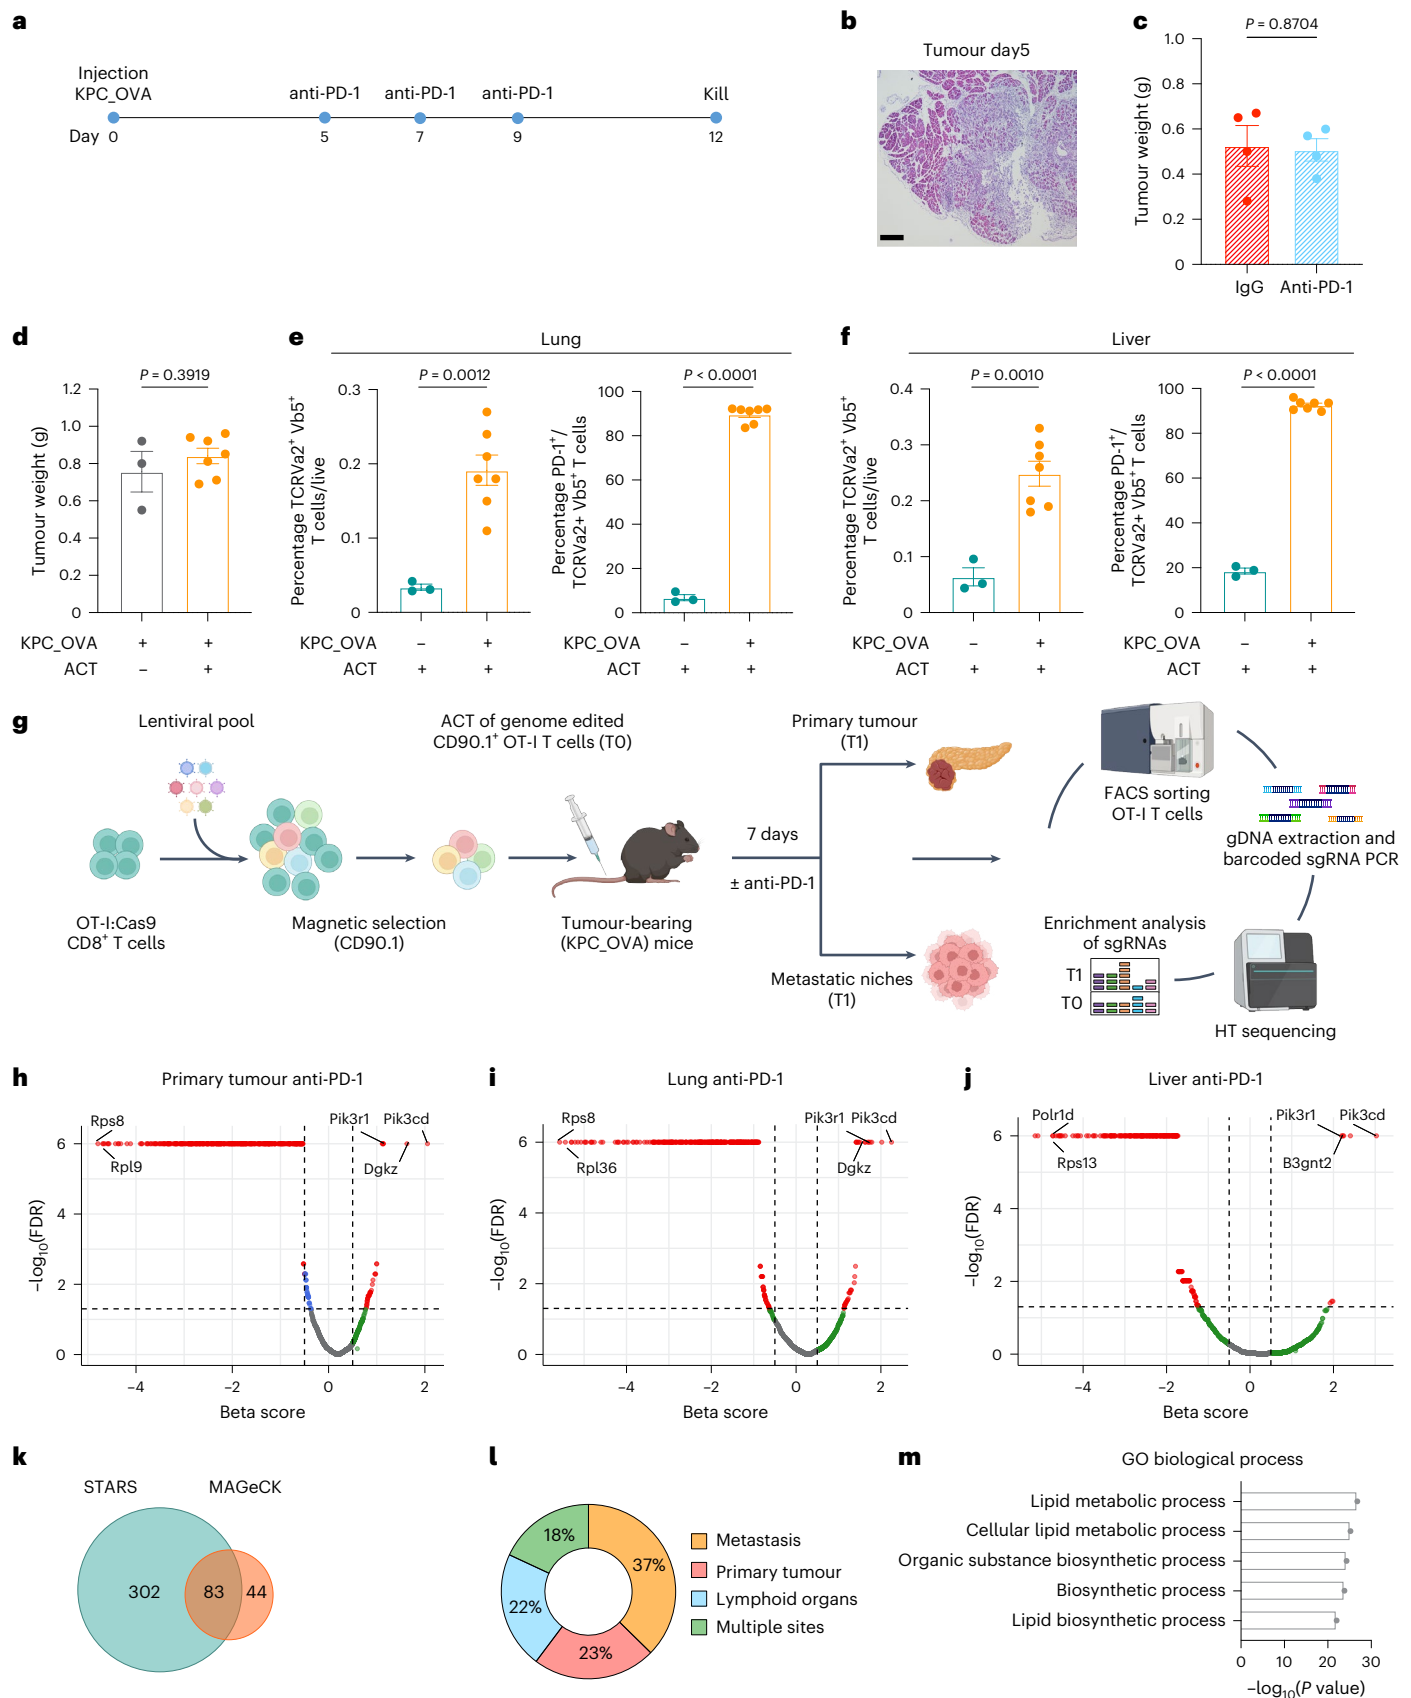 a
Injection
KPC_OVA
anti-PD-1 anti-PD-1 anti-PD-1 Kill
Day 0 5 7 9 12
b
Tumour day5
c
P = 0.8704
Tumour weight (g)
1.0
0.8
0.6
0.4
0.2
0
IgG Anti-PD-1
d
P = 0.3919
Tumour weight (g)
1.2
1.0
0.8
0.6
0.4
0.2
0
KPC_OVA + +
ACT – +
e
Lung
P = 0.0012
Percentage TCRVa2⁺ Vb5⁺
T cells/live
0.3
0.2
0.1
0
KPC_OVA – +
ACT + +
P < 0.0001
Percentage PD-1⁺/
TCRVa2+ Vb5⁺ T cells
100
80
60
40
20
0
KPC_OVA – +
ACT + +
f
Liver
P = 0.0010
Percentage TCRVa2⁺ Vb5⁺
T cells/live
0.4
0.3
0.2
0.1
0
KPC_OVA – +
ACT + +
P < 0.0001
Percentage PD-1⁺/
TCRVa2+ Vb5⁺ T cells
100
80
60
40
20
0
KPC_OVA – +
ACT + +
g
Lentiviral pool
ACT of genome edited
CD90.1⁺ OT-I T cells (T0)
Primary tumour
(T1)
OT-I:Cas9
CD8⁺ T cells
Magnetic selection
(CD90.1)
Tumour-bearing
(KPC_OVA) mice
7 days
± anti-PD-1
Metastatic niches
(T1)
FACS sorting
OT-I T cells
gDNA extraction and
barcoded sgRNA PCR
Enrichment analysis
of sgRNAs
T1
T0
HT sequencing
h
Primary tumour anti-PD-1
Rps8 Pik3r1 Pik3cd
Rpl9 Dgkz
–log₁₀(FDR)
6
4
2
0
–4 –2 0 2
Beta score
i
Lung anti-PD-1
Rps8 Pik3r1 Pik3cd
Rpl36 Dgkz
–log₁₀(FDR)
6
4
2
0
–4 –2 0 2
Beta score
j
Liver anti-PD-1
Polr1d Pik3r1 Pik3cd
Rps13 B3gnt2
–log₁₀(FDR)
6
4
2
0
–4 –2 0 2
Beta score
k
STARS MAGeCK
302 83 44
l
18%
37%
22%
23%
Metastasis
Primary tumour
Lymphoid organs
Multiple sites
m
GO biological process
Lipid metabolic process
Cellular lipid metabolic process
Organic substance biosynthetic process
Biosynthetic process
Lipid biosynthetic process
0 10 20 30
–log₁₀(P value)